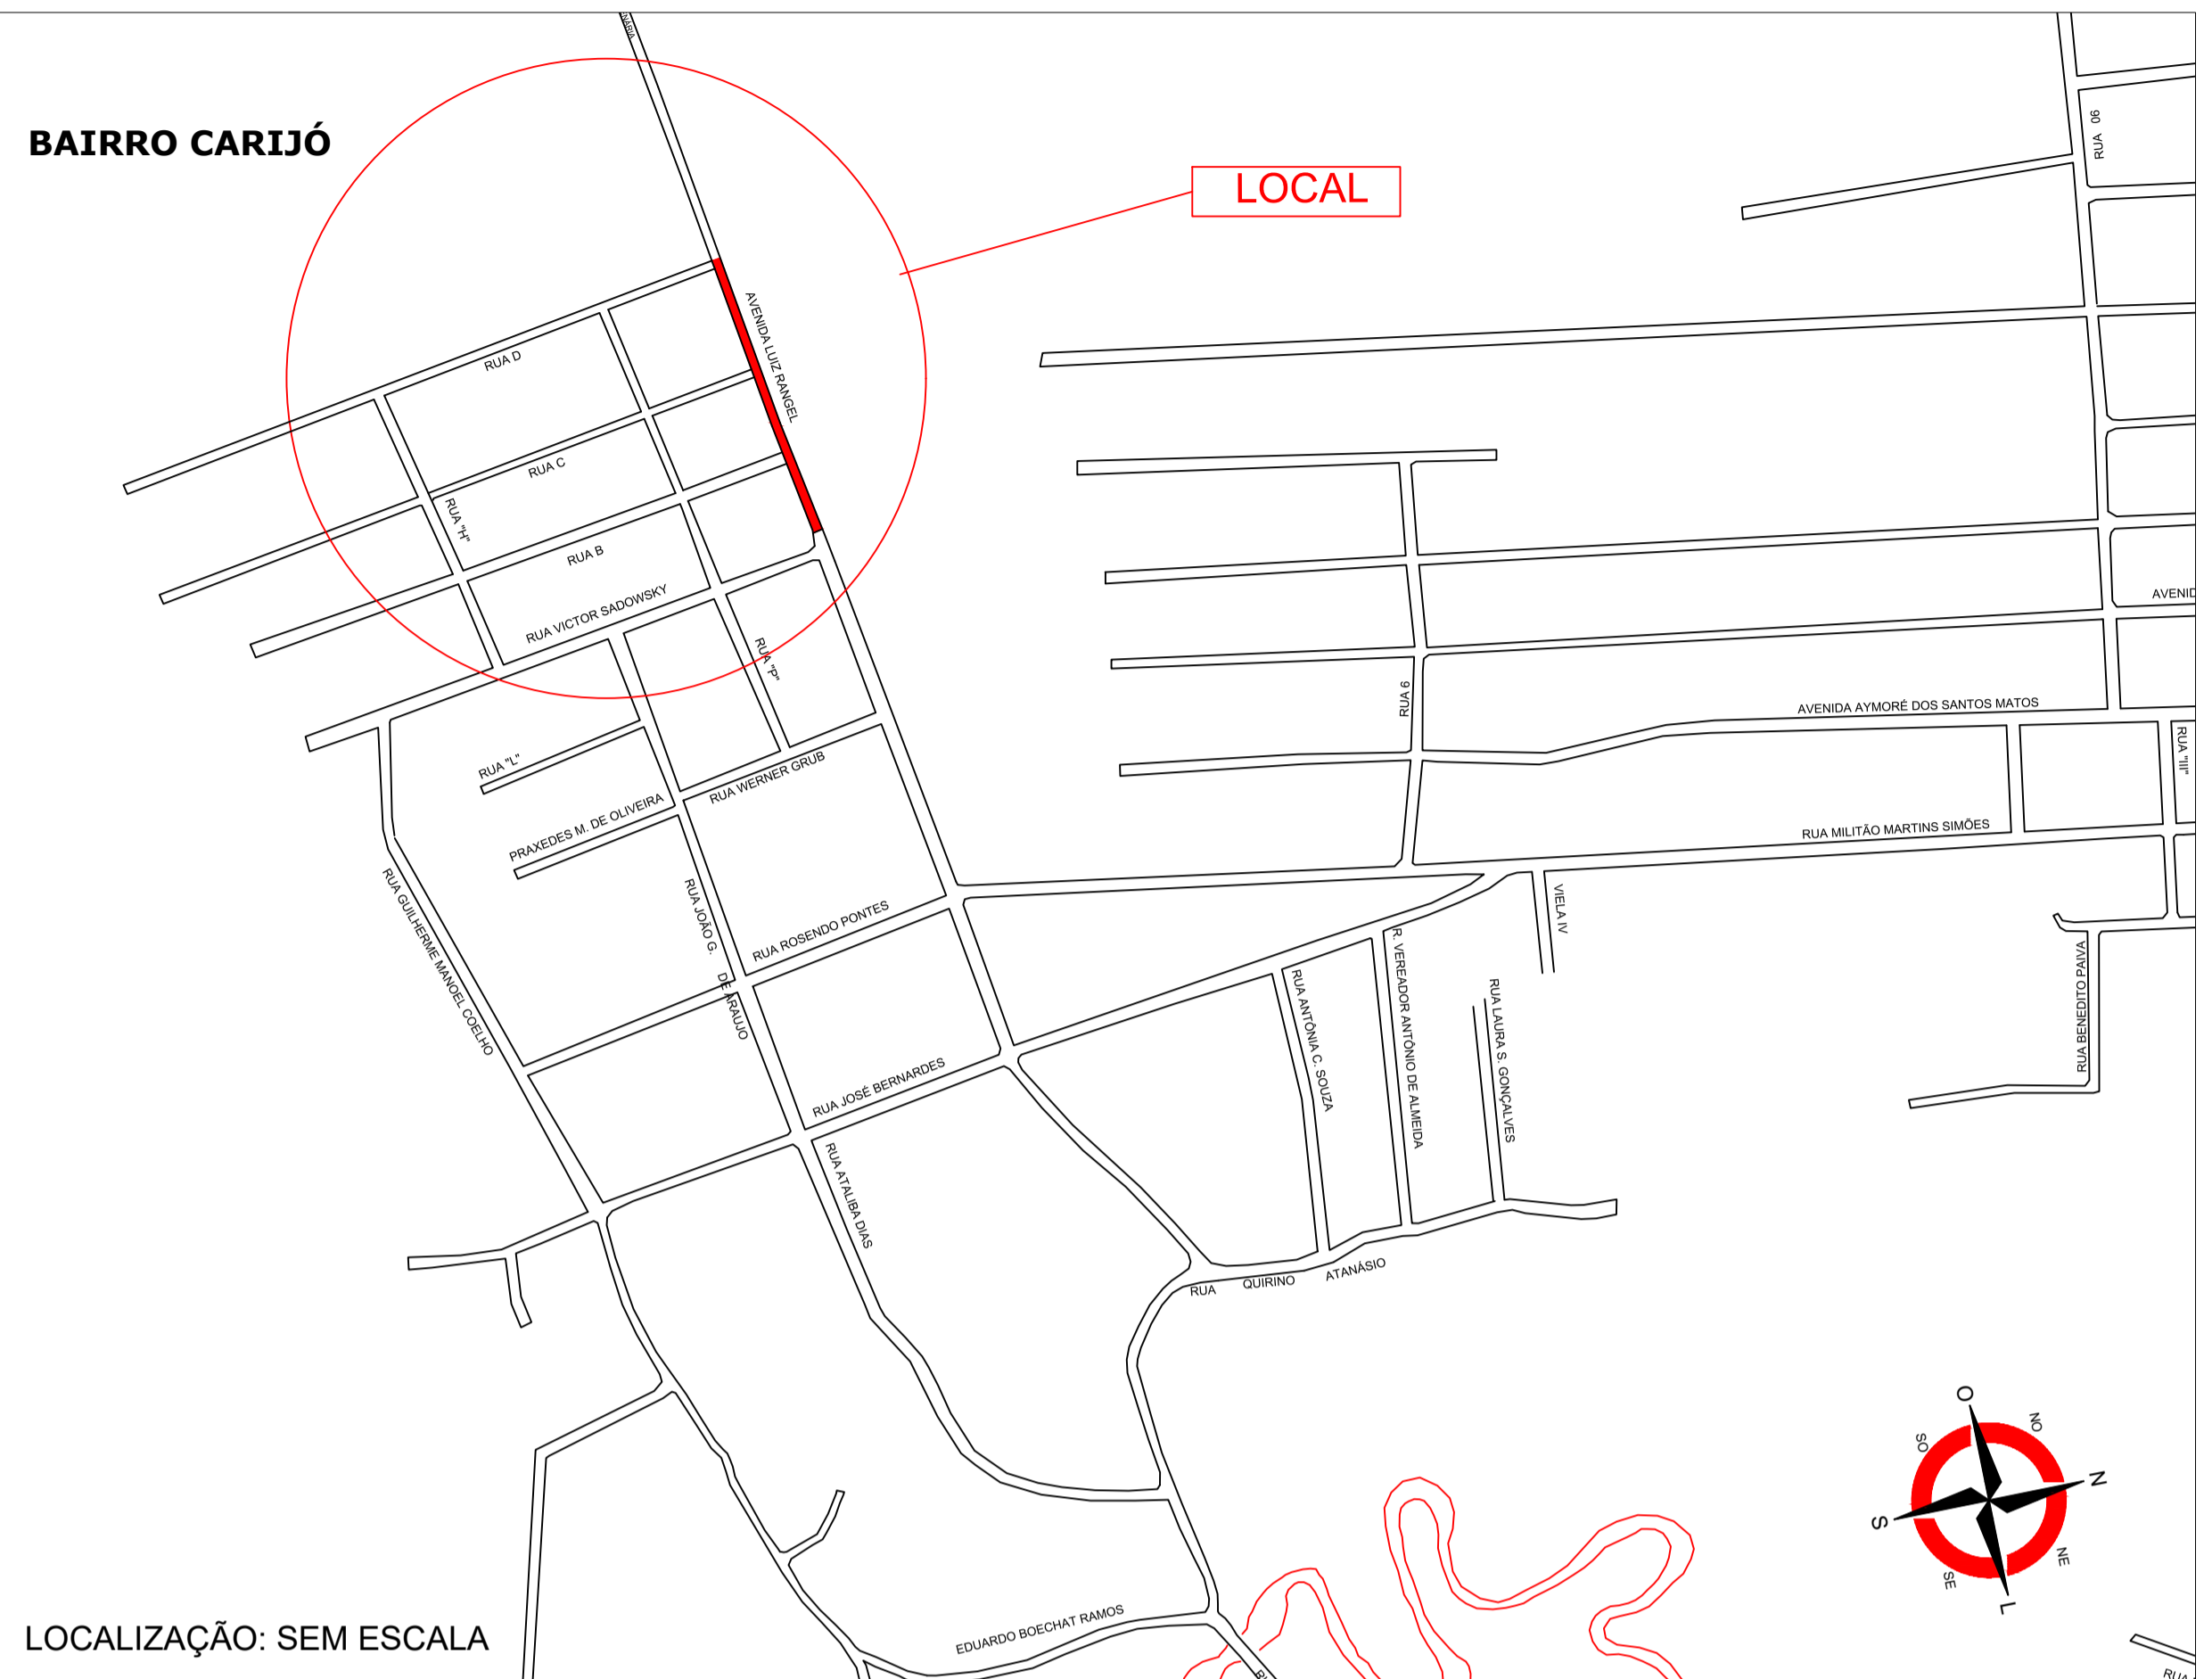 BAIRRO CARIJÓ
LOCAL
RUA 06
AVENIDA LUIZ RANGEL
RUA D
RUA C
RUA "H"
RUA B
RUA VICTOR SADOWSKY
RUA "P"
RUA "L"
RUA WERNER GRUB
PRAXEDES M. DE OLIVEIRA
RUA GUILHERME MANOEL COELHO
RUA JOÃO G.
DE ARAUJO
RUA ROSENDO PONTES
RUA JOSÉ BERNARDES
RUA ATALIBA DIAS
RUA 6
AVENID
AVENIDA AYMORÉ DOS SANTOS MATOS
RUA "III"
RUA MILITÃO MARTINS SIMÕES
VIELA IV
RUA ANTÔNIA C. SOUZA
R. VEREADOR ANTÔNIO DE ALMEIDA
RUA LAURA S. GONÇALVES
RUA BENEDITO PAIVA
RUA QUIRINO ATANÁSIO
EDUARDO BOECHAT RAMOS
O
NO
N
NE
L
SE
S
SO
RUA
LOCALIZAÇÃO: SEM ESCALA